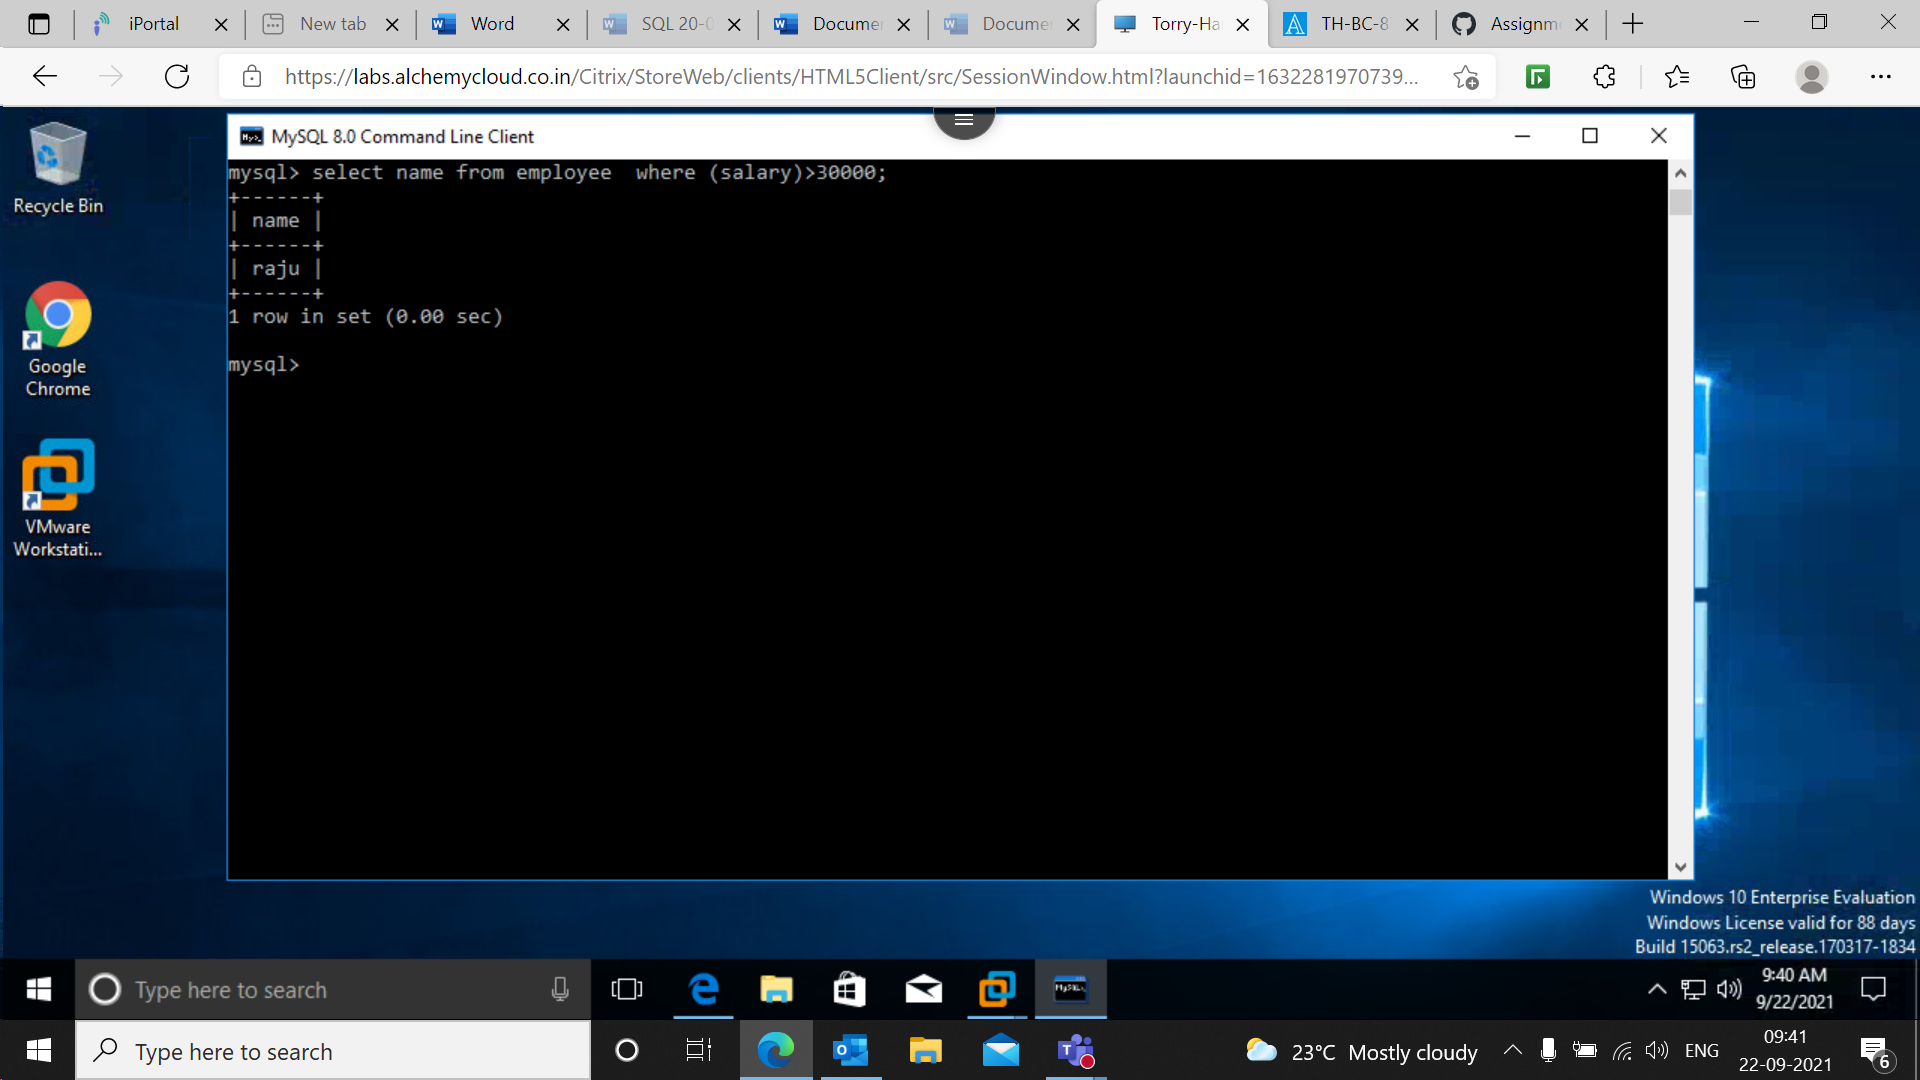 iPortal
New tab
Word
SQL 20-0
Documen
Documen
Torry-Ha
TH-BC-8
Assignm
https://labs.alchemycloud.co.in/Citrix/StoreWeb/clients/HTML5Client/src/SessionWindow.html?launchid=1632281970739...
MySQL 8.0 Command Line Client
Recycle Bin
Google
Chrome
VMware
Workstati...
mysql> select name from employee  where (salary)>30000;
+------+
| name |
+------+
| raju |
+------+
1 row in set (0.00 sec)
mysql>
Windows 10 Enterprise Evaluation
Windows License valid for 88 days
Build 15063.rs2_release.170317-1834
Type here to search
9:40 AM
9/22/2021
Type here to search
23°C Mostly cloudy
ENG
09:41
22-09-2021
6